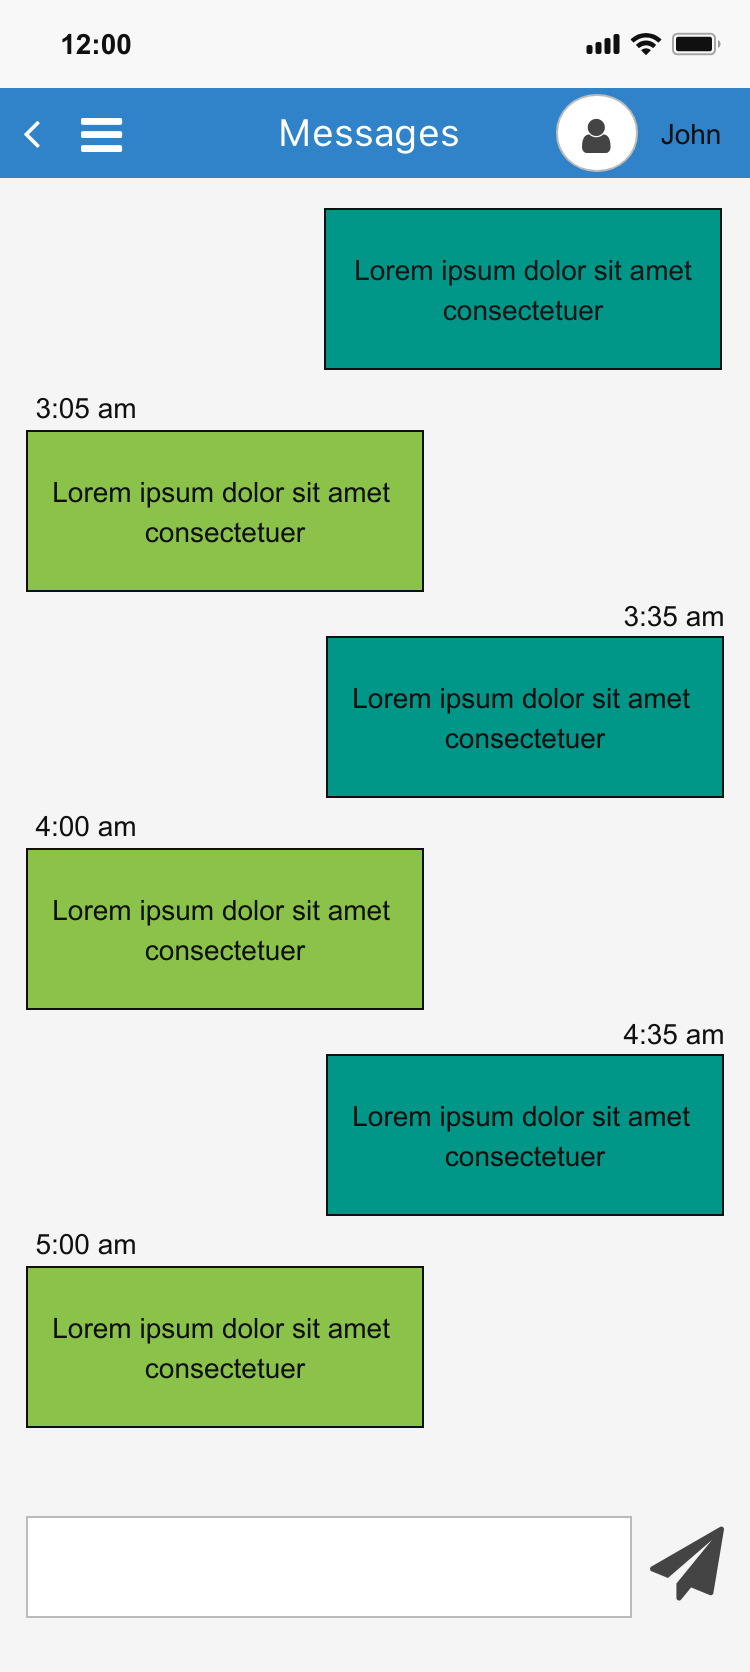 12:00
Messages
John
Lorem ipsum dolor sit amet
consectetuer
3:05 am
Lorem ipsum dolor sit amet
consectetuer
3:35 am
Lorem ipsum dolor sit amet
consectetuer
4:00 am
Lorem ipsum dolor sit amet
consectetuer
4:35 am
Lorem ipsum dolor sit amet
consectetuer
5:00 am
Lorem ipsum dolor sit amet
consectetuer